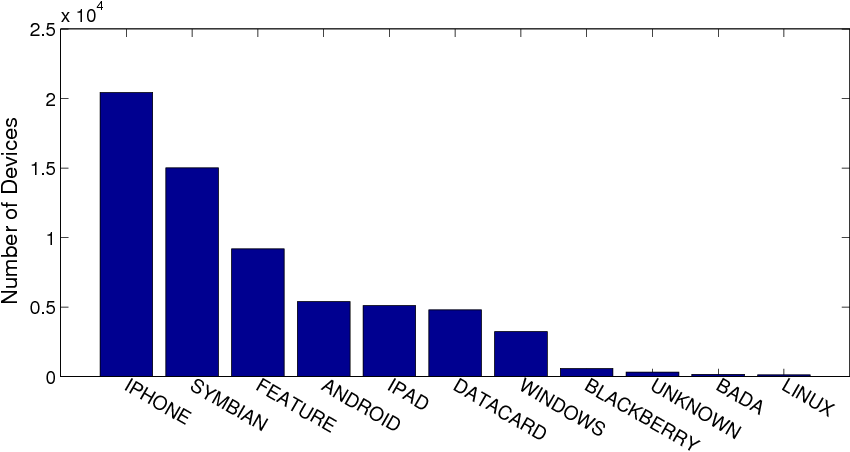 x 10^4
2.5
2
1.5
1
0.5
0
Number of Devices
IPHONE
SYMBIAN
FEATURE
ANDROID
IPAD
DATACARD
WINDOWS
BLACKBERRY
UNKNOWN
BADA
LINUX